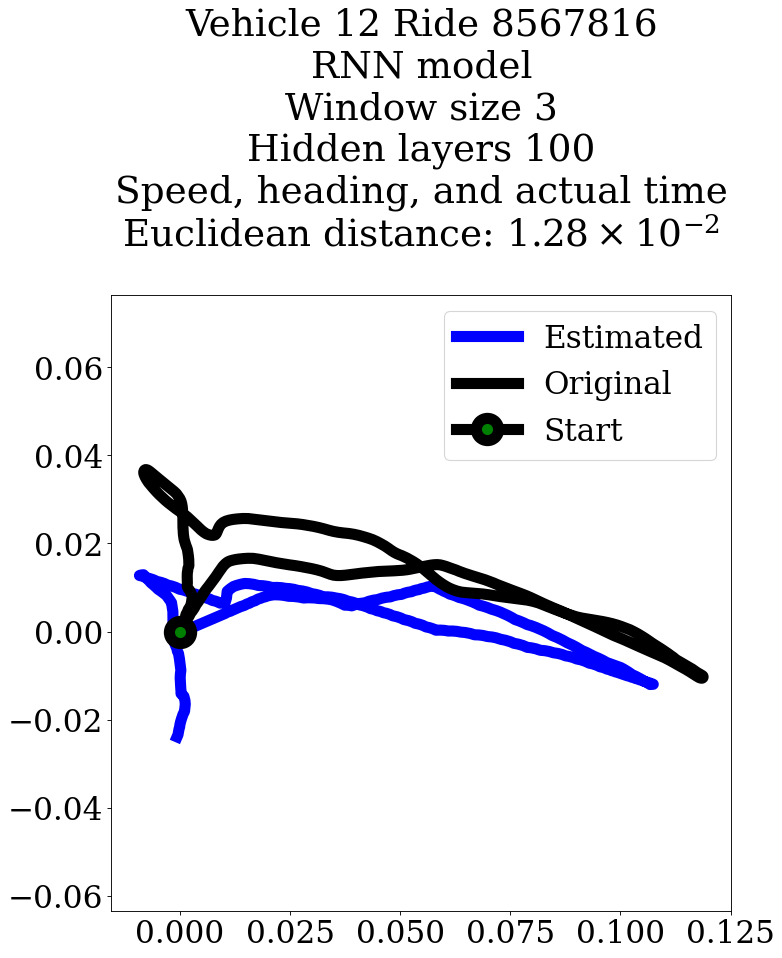 Vehicle 12 Ride 8567816
RNN model
Window size 3
Hidden layers 100
Speed, heading, and actual time
Euclidean distance: 1.28 × 10⁻²
Estimated
Original
Start
0.06
0.04
0.02
0.00
−0.02
−0.04
−0.06
0.000 0.025 0.050 0.075 0.100 0.125